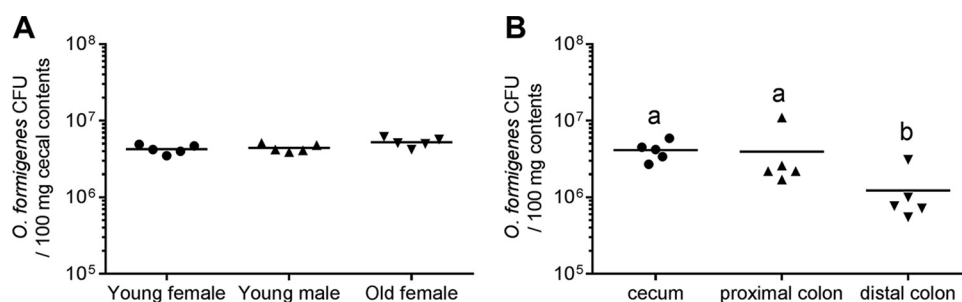 A
O. formigenes CFU
/ 100 mg cecal contents
10⁸
10⁷
10⁶
10⁵
Young female Young male Old female
B
O. formigenes CFU
/ 100 mg contents
10⁸
10⁷
10⁶
10⁵
a a b
cecum proximal colon distal colon